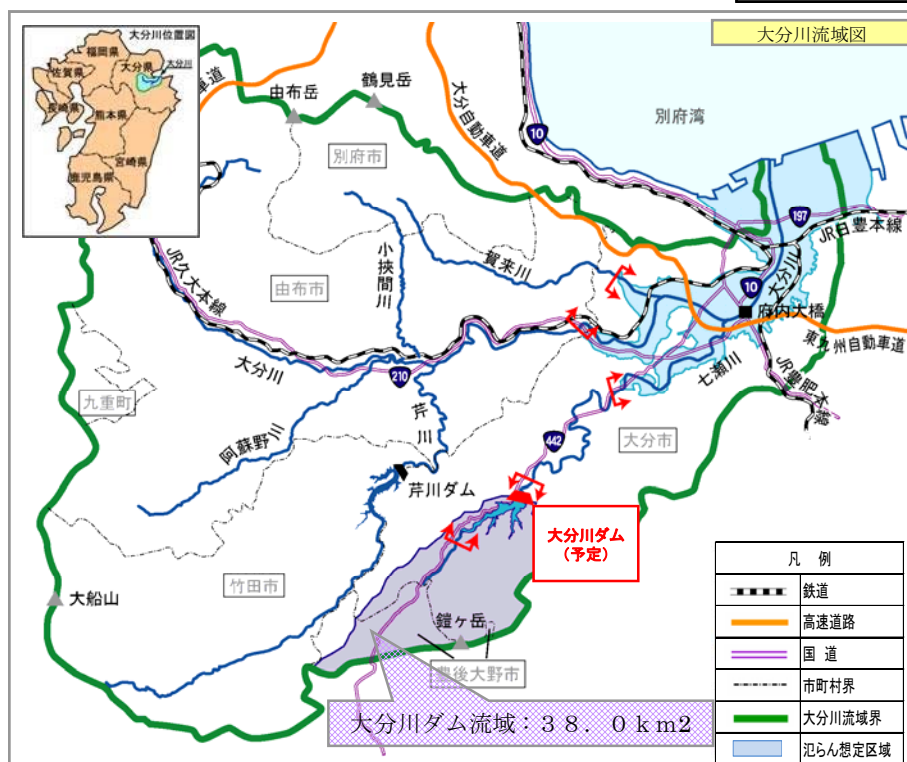 大分川位置図
福岡県
大分県
大分川
佐賀県
長崎県
熊本県
宮崎県
鹿児島県
大分川流域図
車道
由布岳
鶴見岳
大分自動車道
10
別府湾
別府市
197
JR日豊本線
小挾間川
賀来川
由布市
JR久大本線
大分川
10
府内大橋
東九州自動車道
大分川
210
七瀬川
JR豊肥本線
九重町
阿蘇野川
芹川
442
大分市
芹川ダム
大分川ダム
(予定)
竹田市
大船山
鎧ヶ岳
豊後大野市
大分川ダム流域：38．0km2
凡 例
鉄道
高速道路
国 道
市町村界
大分川流域界
氾らん想定区域